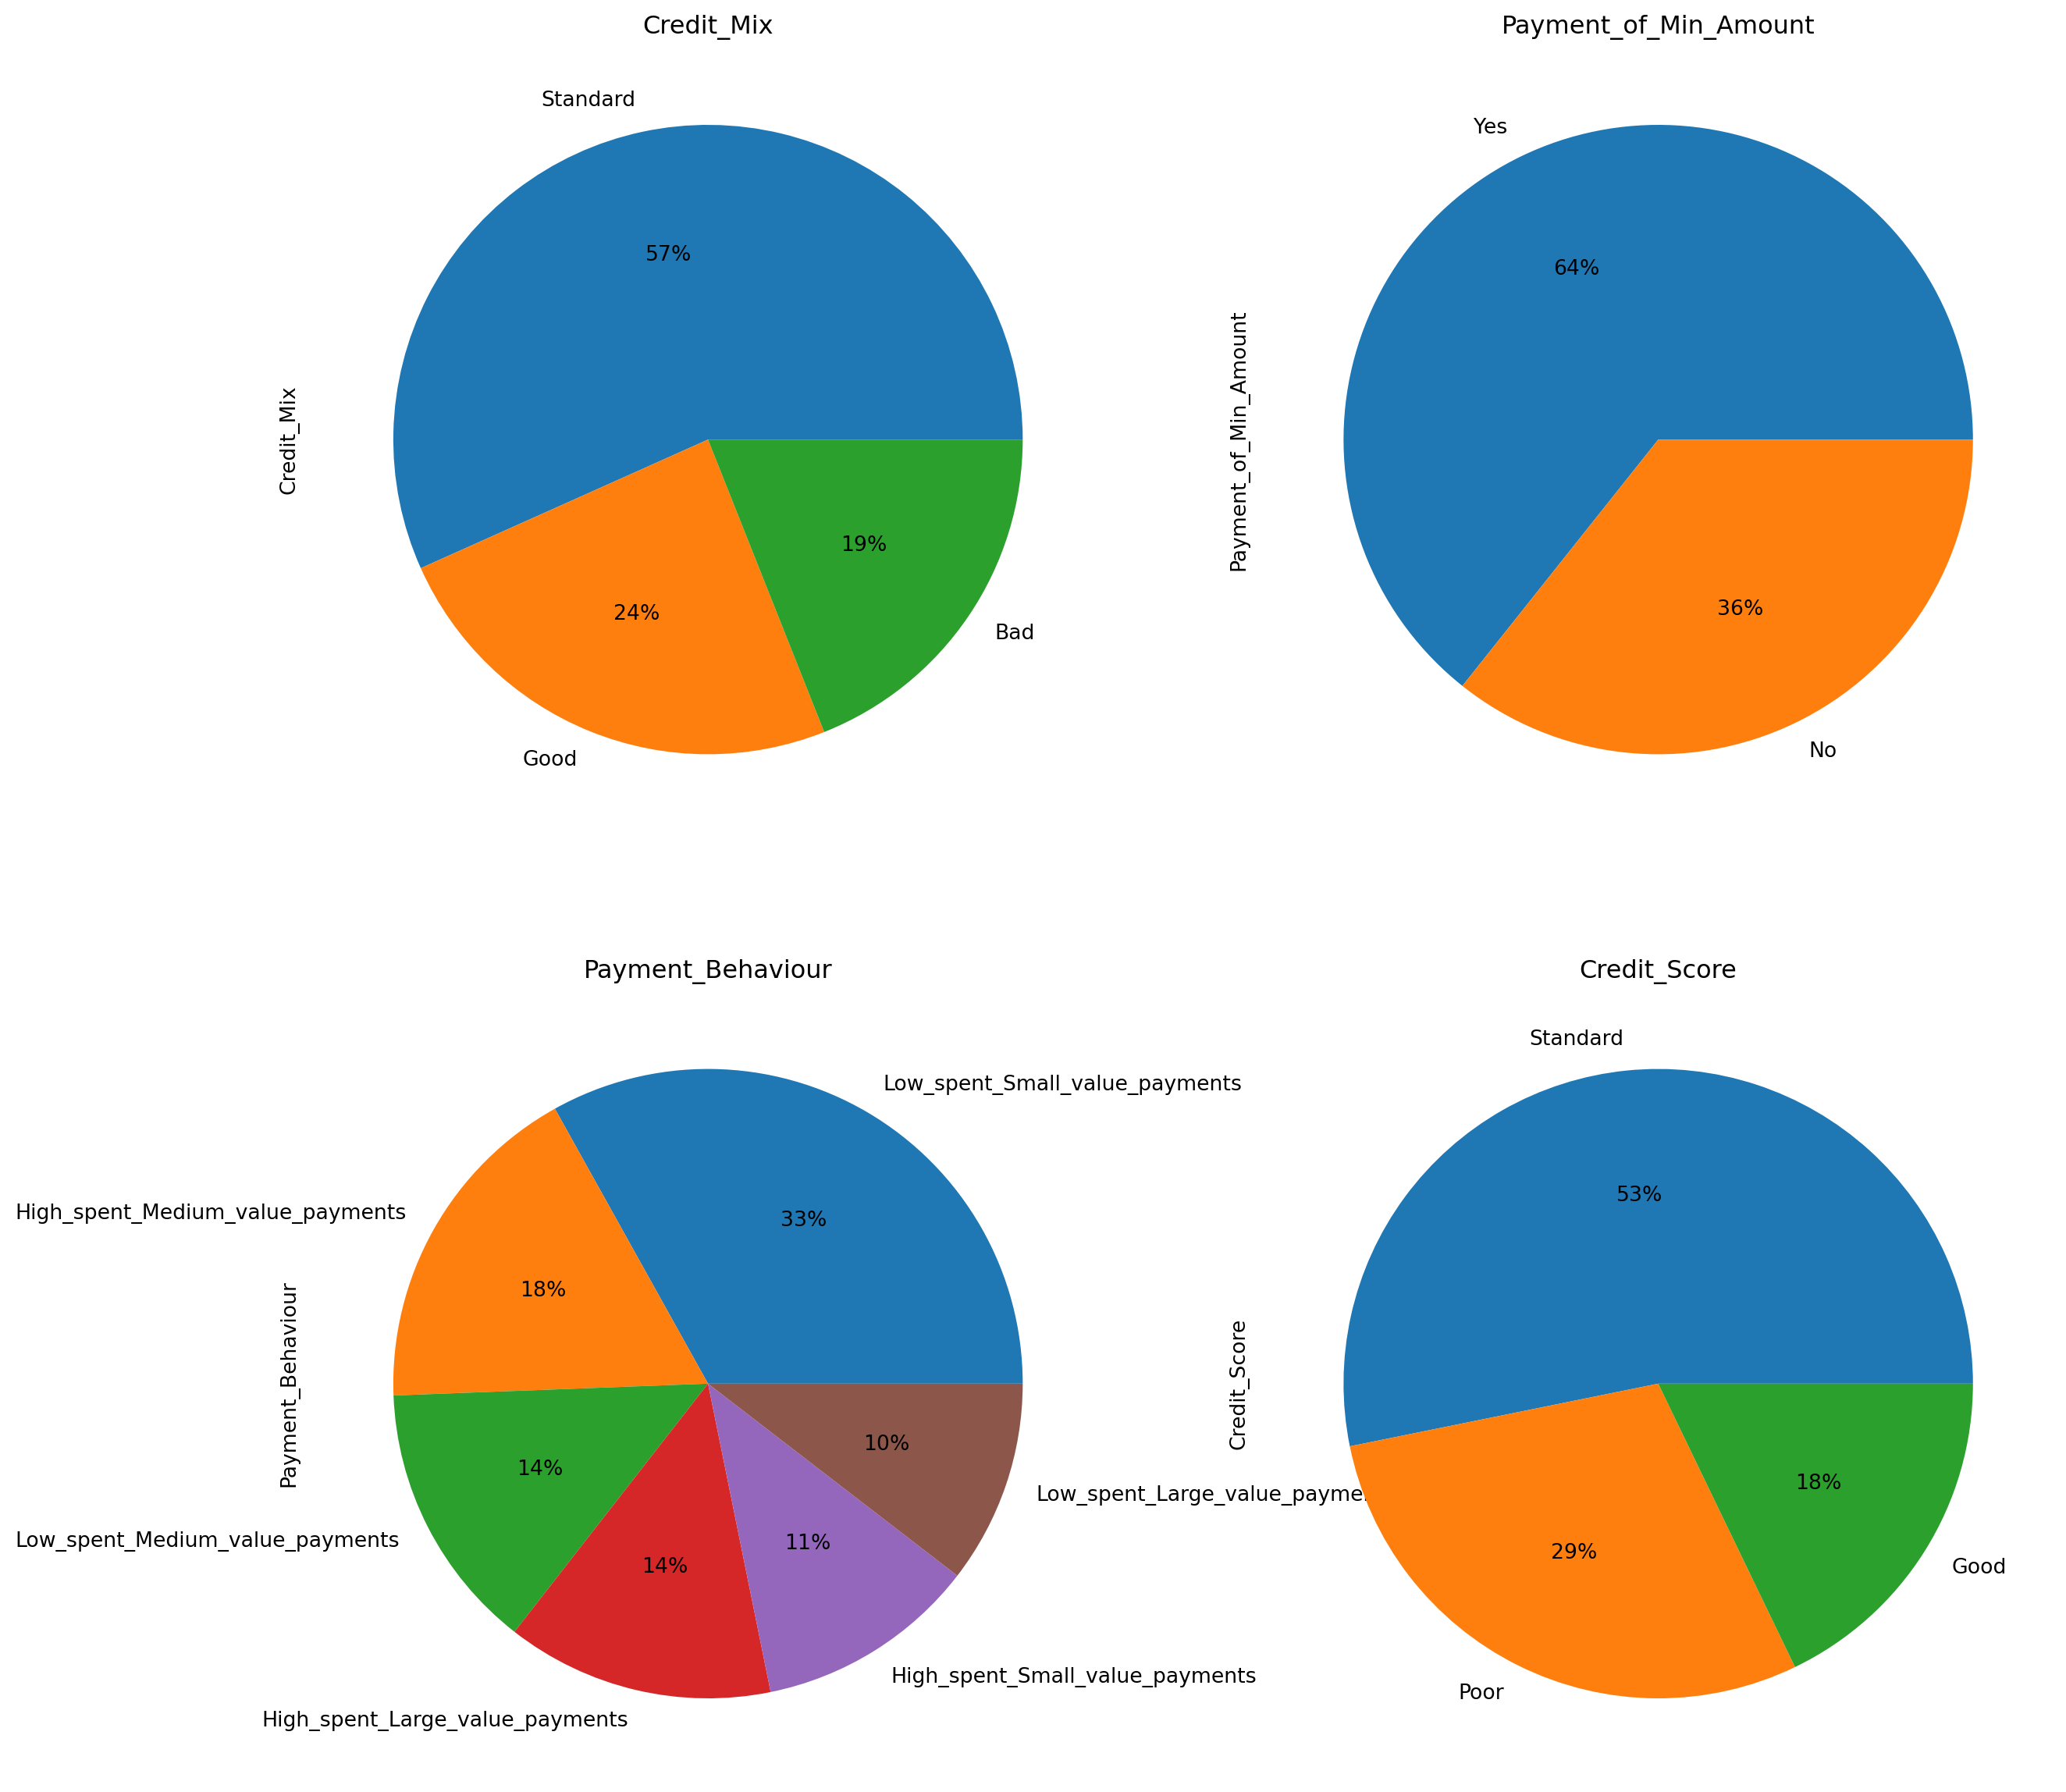 Credit_Mix
Standard
57%
Credit_Mix
19%
24%
Bad
Good
Payment_of_Min_Amount
Yes
64%
Payment_of_Min_Amount
36%
No
Payment_Behaviour
Low_spent_Small_value_payments
High_spent_Medium_value_payments
33%
18%
Payment_Behaviour
10%
14%
Low_spent_Large_value_paymen
Low_spent_Medium_value_payments
11%
14%
High_spent_Small_value_payments
High_spent_Large_value_payments
Credit_Score
Standard
53%
Credit_Score
18%
29%
Good
Poor